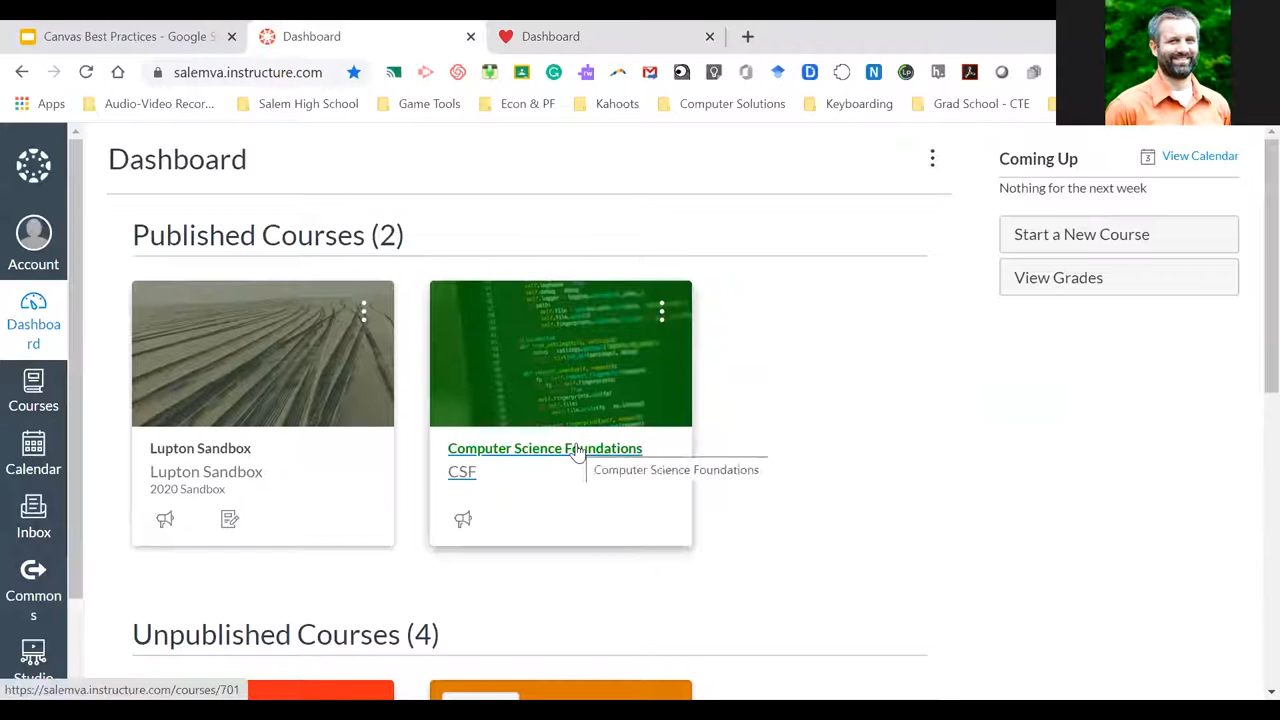 Canvas Best Practices - Google S
Dashboard
Dashboard
salemva.instructure.com
Apps
Audio-Video Recor...
Salem High School
Game Tools
Econ & PF
Kahoots
Computer Solutions
Keyboarding
Grad School - CTE
Account
Dashboa
rd
Courses
Calendar
Inbox
Common
s
Studio
Dashboard
Published Courses (2)
Lupton Sandbox
Lupton Sandbox
2020 Sandbox
Computer Science Foundations
CSF
Computer Science Foundations
Unpublished Courses (4)
Coming Up
View Calendar
Nothing for the next week
Start a New Course
View Grades
https://salemva.instructure.com/courses/701